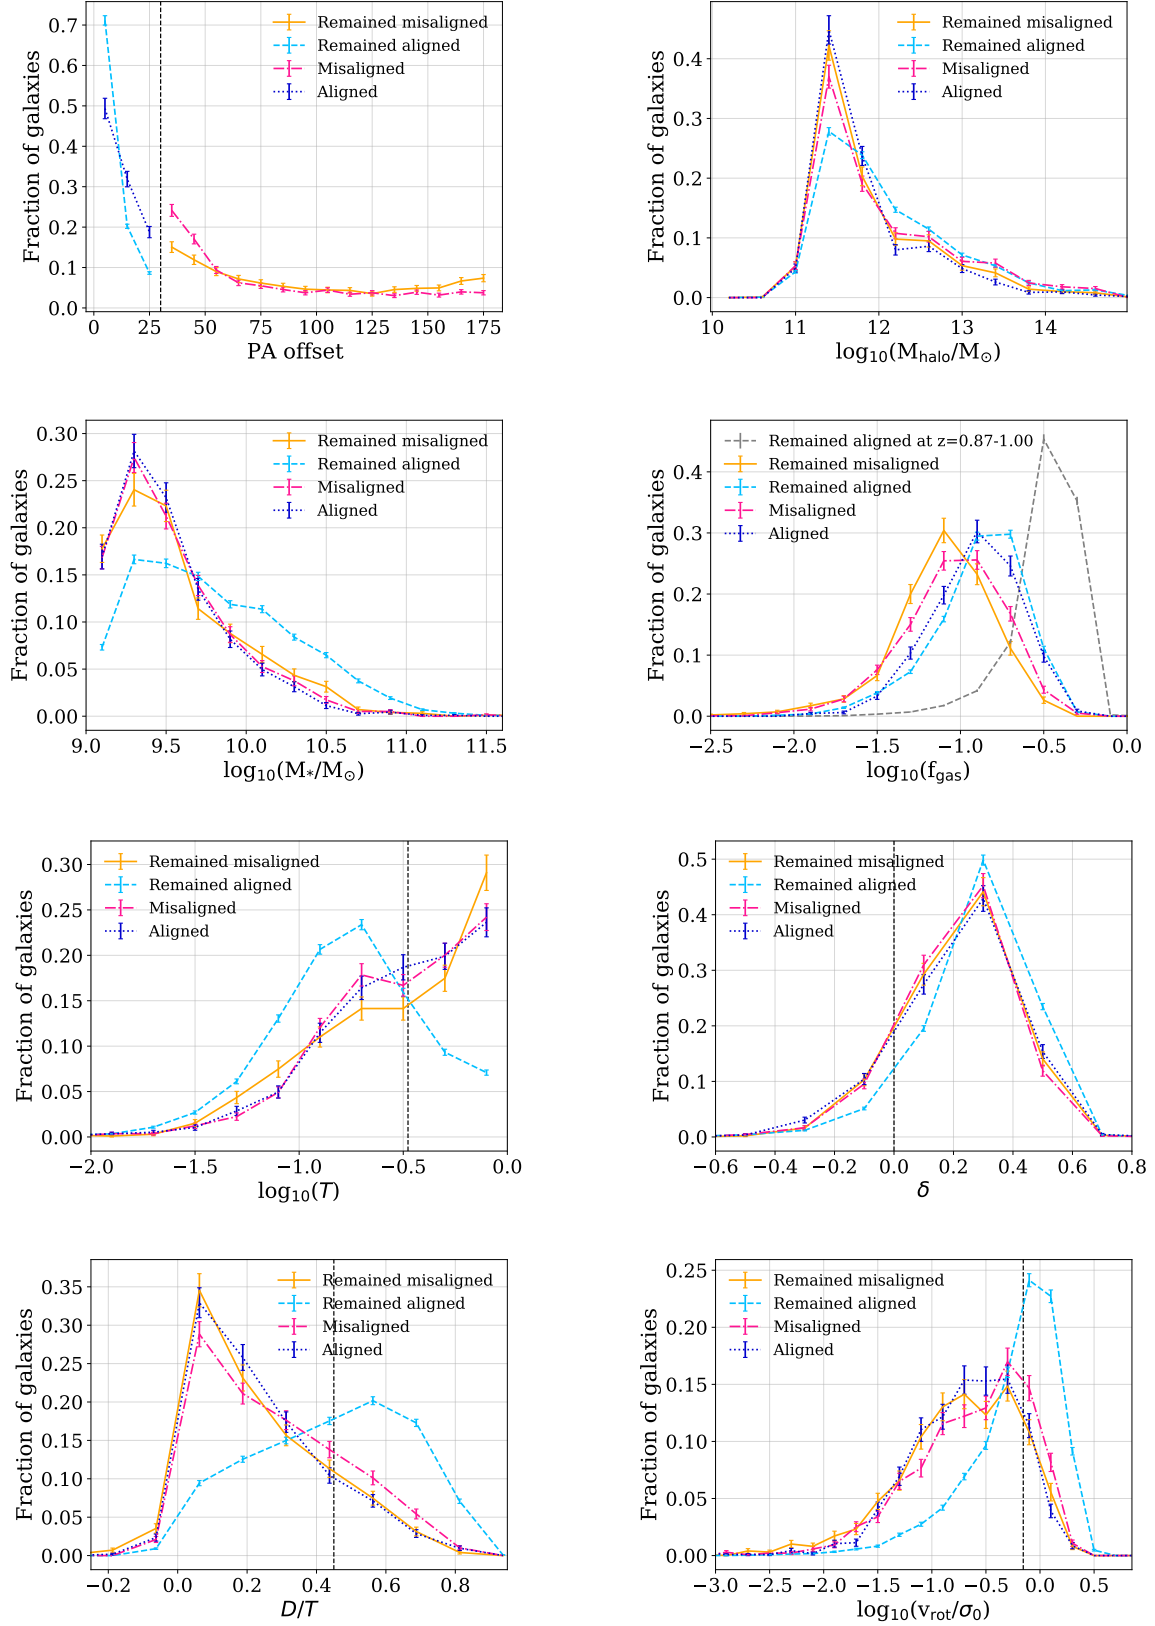 Fraction of galaxies
0.7
0.6
0.5
0.4
0.3
0.2
0.1
0.0
Remained misaligned
Remained aligned
Misaligned
Aligned
0 25 50 75 100 125 150 175
PA offset
Fraction of galaxies
0.4
0.3
0.2
0.1
0.0
Remained misaligned
Remained aligned
Misaligned
Aligned
10 11 12 13 14
log₁₀(M_halo/M_⊙)
Fraction of galaxies
0.30
0.25
0.20
0.15
0.10
0.05
0.00
Remained misaligned
Remained aligned
Misaligned
Aligned
9.0 9.5 10.0 10.5 11.0 11.5
log₁₀(M_*/M_⊙)
Fraction of galaxies
0.4
0.3
0.2
0.1
0.0
Remained aligned at z=0.87-1.00
Remained misaligned
Remained aligned
Misaligned
Aligned
−2.5 −2.0 −1.5 −1.0 −0.5 0.0
log₁₀(f_gas)
Fraction of galaxies
0.30
0.25
0.20
0.15
0.10
0.05
0.00
Remained misaligned
Remained aligned
Misaligned
Aligned
−2.0 −1.5 −1.0 −0.5 0.0
log₁₀(T)
Fraction of galaxies
0.5
0.4
0.3
0.2
0.1
0.0
Remained misaligned
Remained aligned
Misaligned
Aligned
−0.6 −0.4 −0.2 0.0 0.2 0.4 0.6 0.8
δ
Fraction of galaxies
0.35
0.30
0.25
0.20
0.15
0.10
0.05
0.00
Remained misaligned
Remained aligned
Misaligned
Aligned
−0.2 0.0 0.2 0.4 0.6 0.8
D/T
Fraction of galaxies
0.25
0.20
0.15
0.10
0.05
0.00
Remained misaligned
Remained aligned
Misaligned
Aligned
−3.0 −2.5 −2.0 −1.5 −1.0 −0.5 0.0 0.5
log₁₀(v_rot/σ₀)